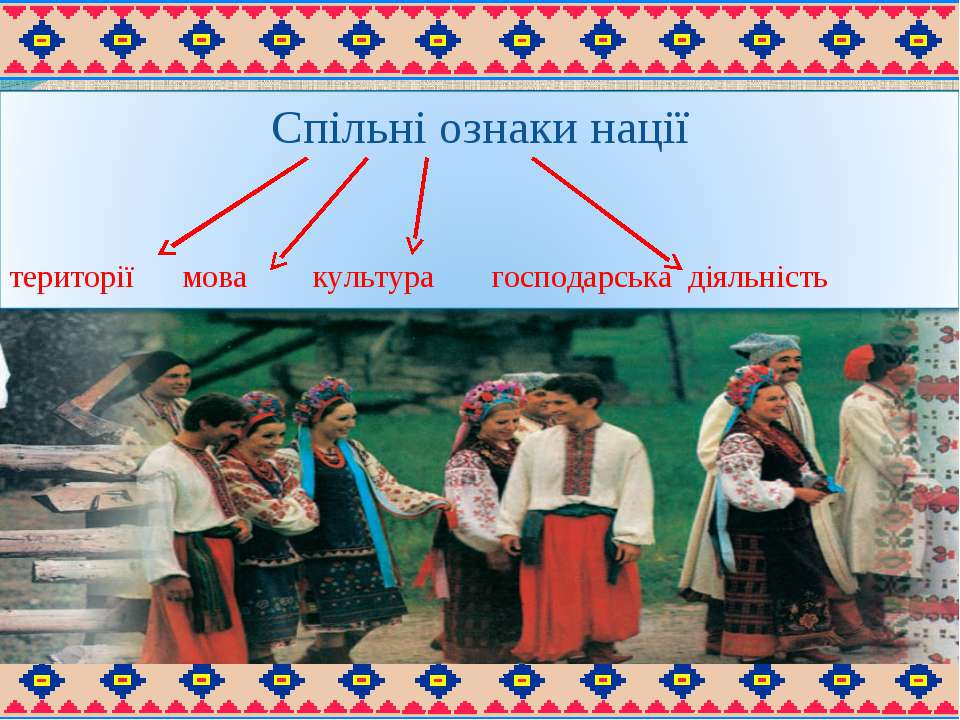 Спільні ознаки нації
території мова культура господарська діяльність